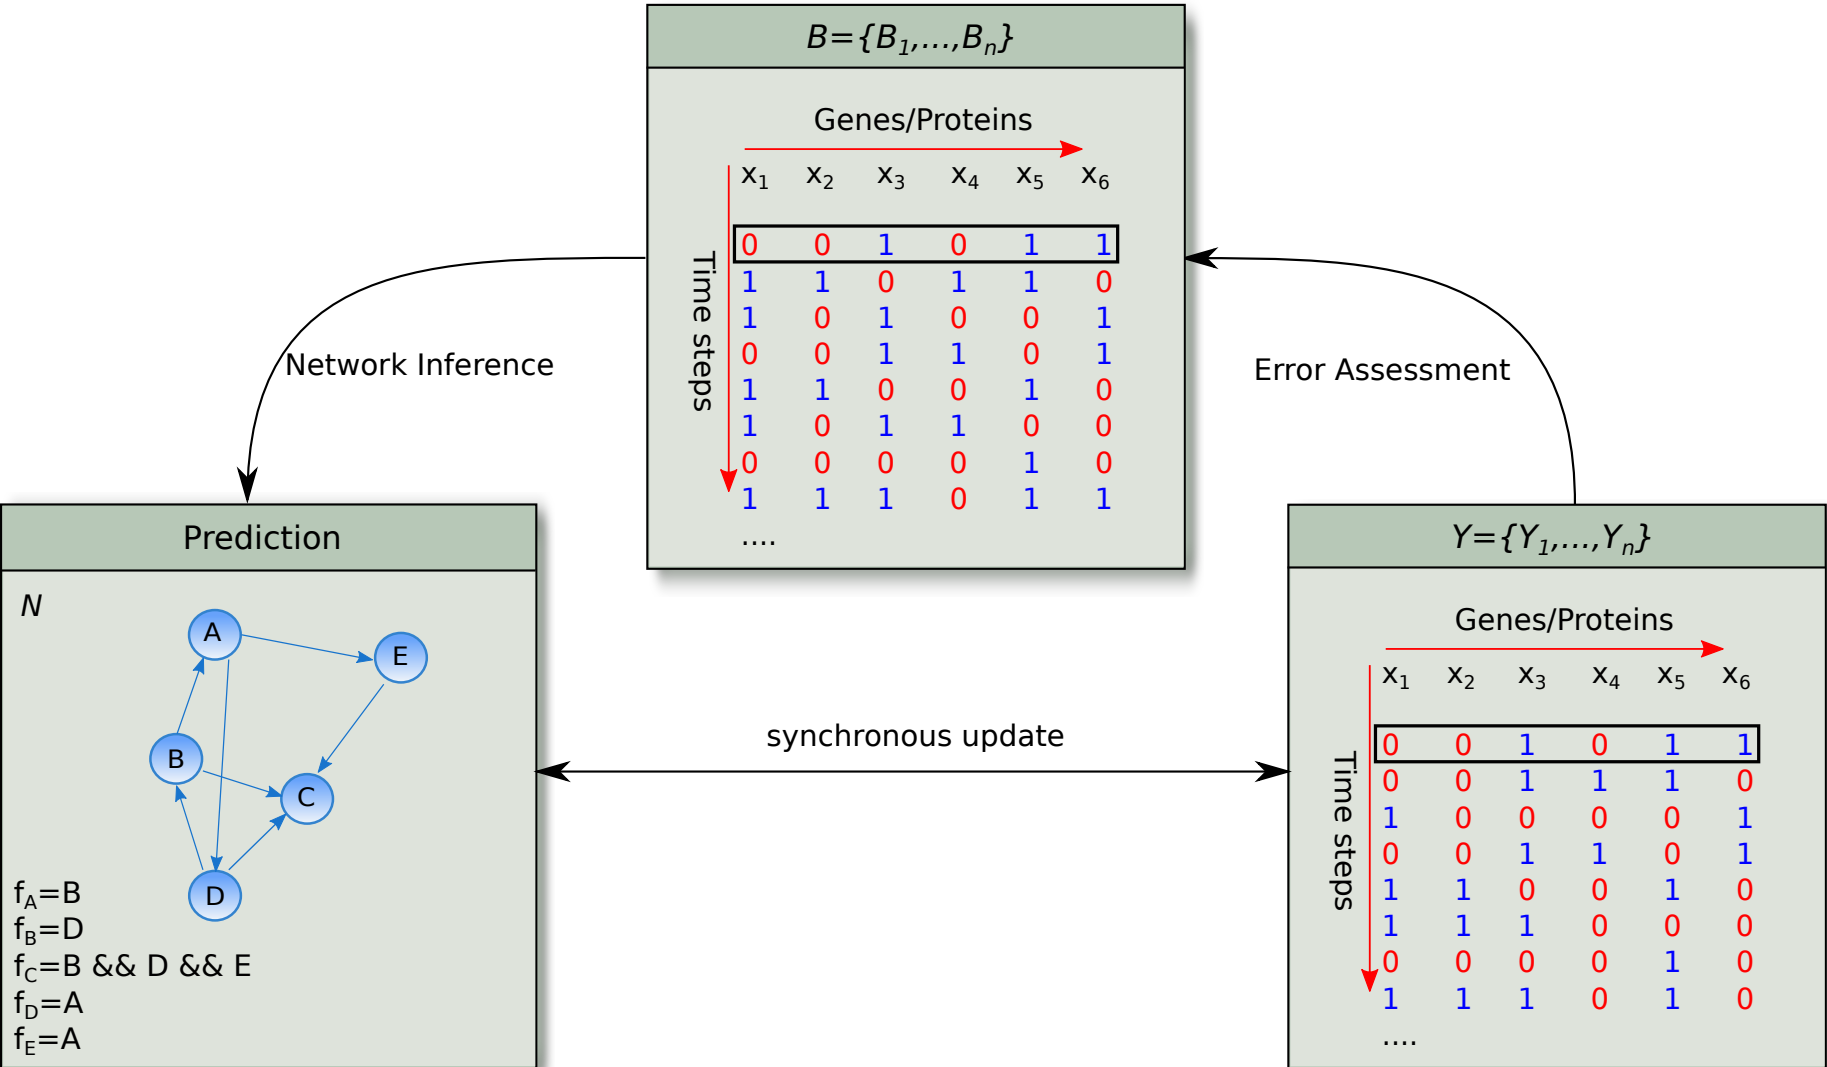 B={B1,...,Bn}
Genes/Proteins
x1 x2 x3 x4 x5 x6
Time steps
0 0 1 0 1 1
1 1 0 1 1 0
1 0 1 0 0 1
0 0 1 1 0 1
1 1 0 0 1 0
1 0 1 1 0 0
0 0 0 0 1 0
1 1 1 0 1 1
....
Network Inference
Error Assessment
Prediction
N
A
E
B
C
D
fA=B
fB=D
fC=B && D && E
fD=A
fE=A
synchronous update
Y={Y1,...,Yn}
Genes/Proteins
x1 x2 x3 x4 x5 x6
Time steps
0 0 1 0 1 1
0 0 1 1 1 0
1 0 0 0 0 1
0 0 1 1 0 1
1 1 0 0 1 0
1 1 1 0 0 0
0 0 0 0 1 0
1 1 1 0 1 0
....